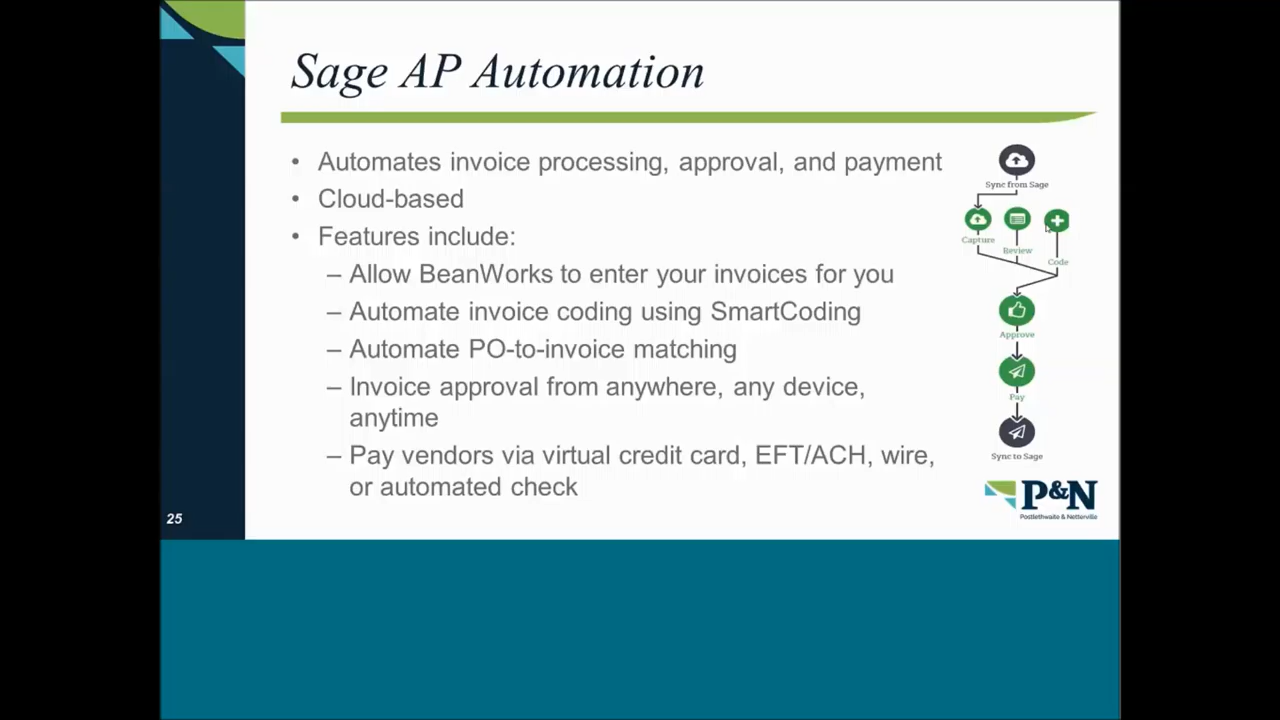 Sage AP Automation
• Automates invoice processing, approval, and payment
• Cloud-based
• Features include:
– Allow BeanWorks to enter your invoices for you
– Automate invoice coding using SmartCoding
– Automate PO-to-invoice matching
– Invoice approval from anywhere, any device,
anytime
– Pay vendors via virtual credit card, EFT/ACH, wire,
or automated check
Sync from Sage
Capture
Review
Code
Approve
Pay
Sync to Sage
P&N
Postlethwaite & Netterville
25